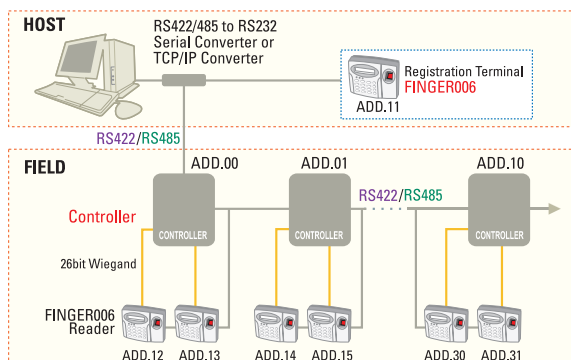 HOST
RS422/485 to RS232
Serial Converter or
TCP/IP Converter
Registration Terminal
FINGER006
ADD.11
RS422/RS485
FIELD
ADD.00
ADD.01
ADD.10
RS422/RS485
Controller
CONTROLLER
CONTROLLER
CONTROLLER
26bit Wiegand
FINGER006
Reader
ADD.12
ADD.13
ADD.14
ADD.15
ADD.30
ADD.31